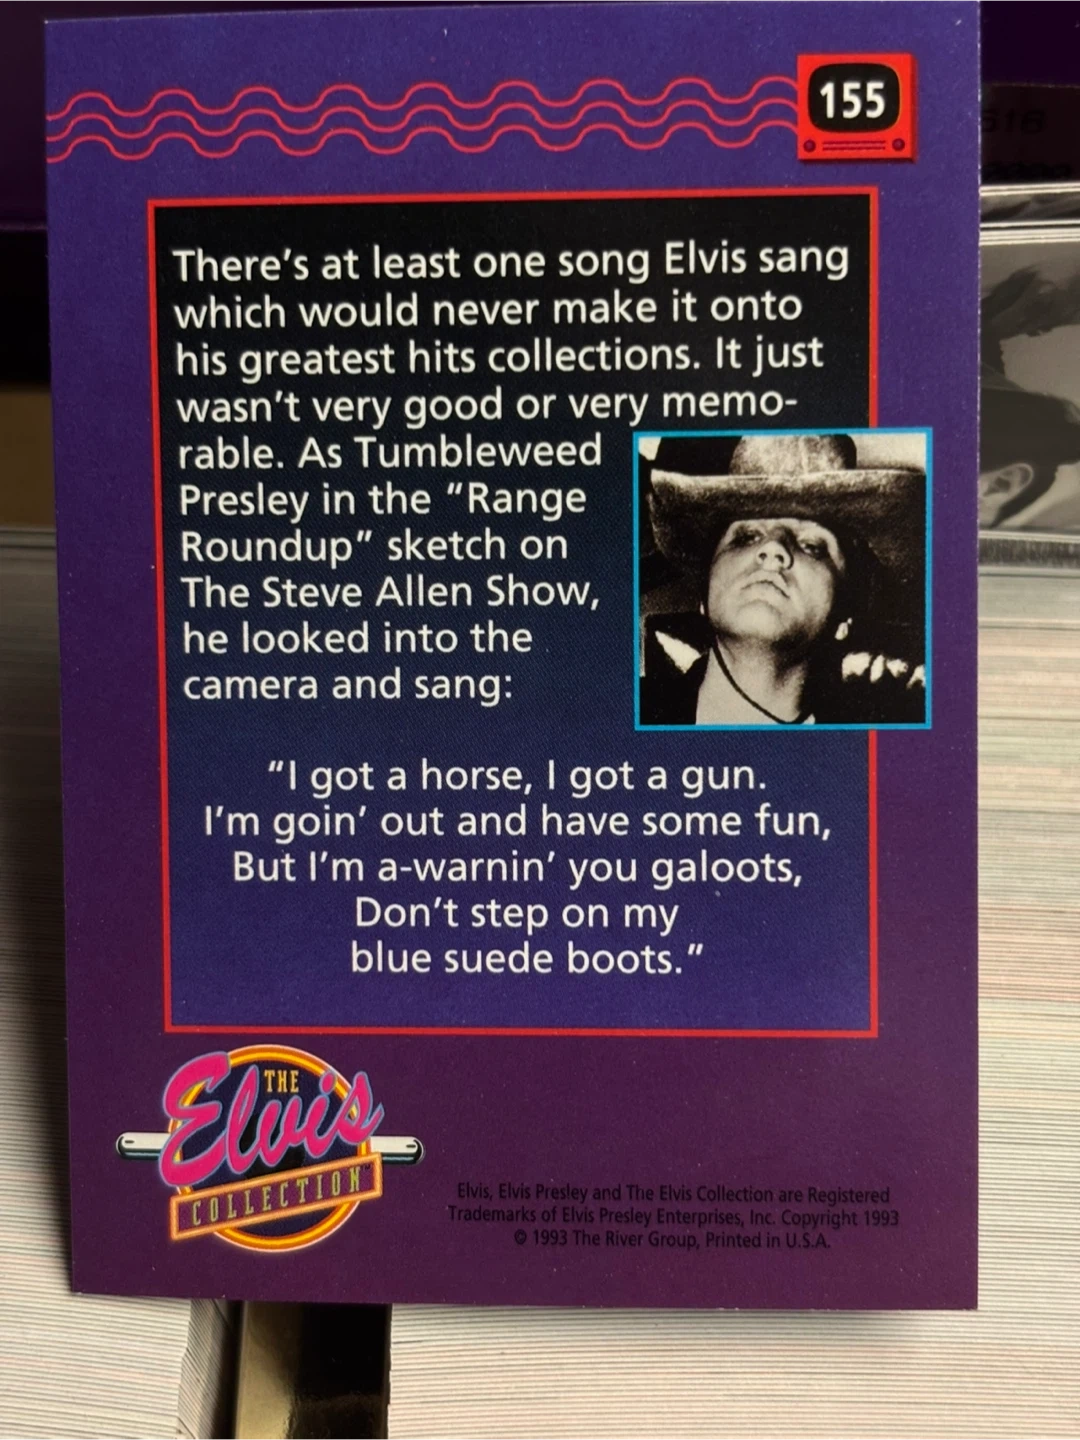 155
There's at least one song Elvis sang
which would never make it onto
his greatest hits collections. It just
wasn't very good or very memo-
rable. As Tumbleweed
Presley in the “Range
Roundup” sketch on
The Steve Allen Show,
he looked into the
camera and sang:
“I got a horse, I got a gun.
I'm goin' out and have some fun,
But I'm a-warnin' you galoots,
Don't step on my
blue suede boots.”
THE
Elvis
COLLECTION™
Elvis, Elvis Presley and The Elvis Collection are Registered
Trademarks of Elvis Presley Enterprises, Inc. Copyright 1993
© 1993 The River Group, Printed in U.S.A.